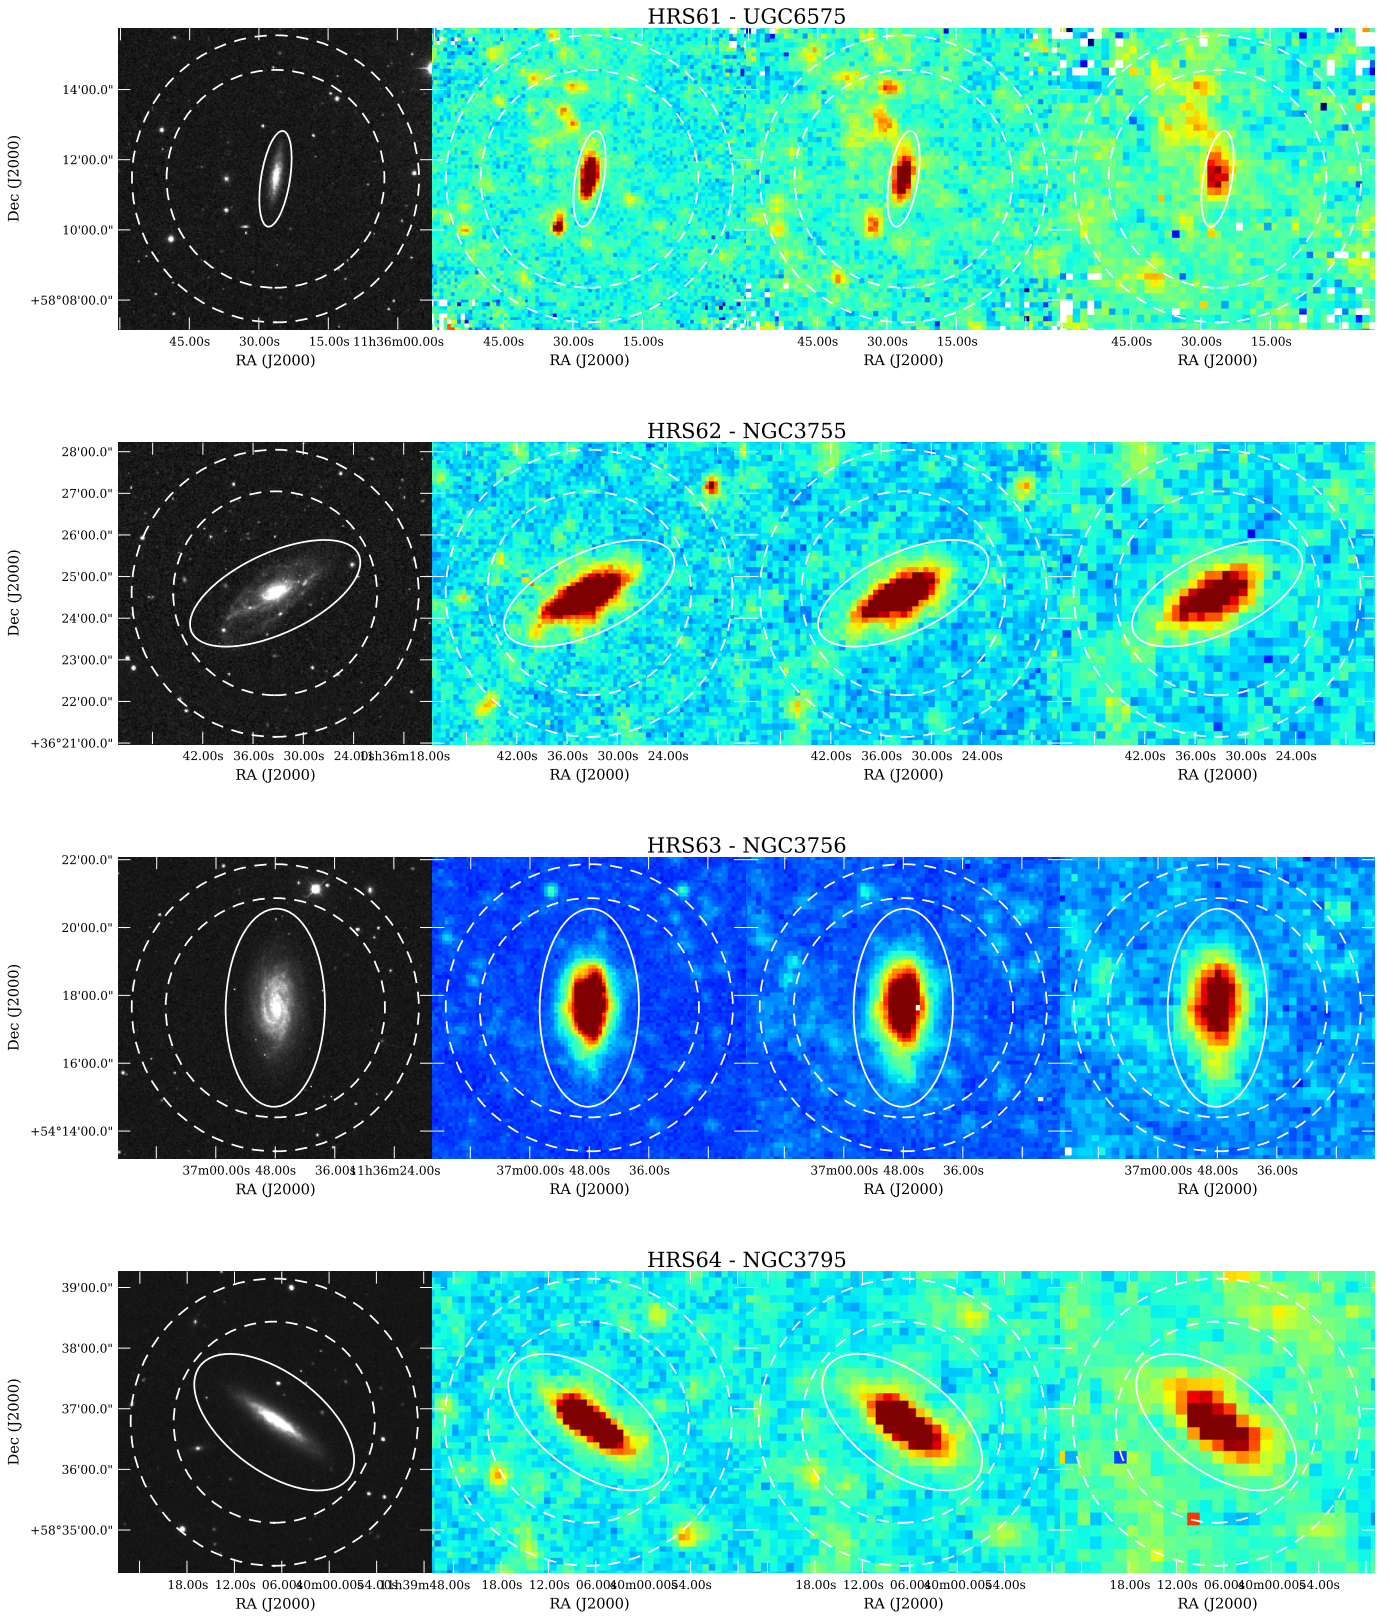 HRS61 - UGC6575
14'00.0"
12'00.0"
10'00.0"
+58°08'00.0"
Dec (J2000)
45.00s 30.00s 15.00s 11h36m00.00s 45.00s 30.00s 15.00s 45.00s 30.00s 15.00s 45.00s 30.00s 15.00s
RA (J2000) RA (J2000) RA (J2000) RA (J2000)
HRS62 - NGC3755
28'00.0"
27'00.0"
26'00.0"
25'00.0"
24'00.0"
23'00.0"
22'00.0"
+36°21'00.0"
Dec (J2000)
42.00s 36.00s 30.00s 24.00s 11h36m18.00s 42.00s 36.00s 30.00s 24.00s 42.00s 36.00s 30.00s 24.00s 42.00s 36.00s 30.00s 24.00s
RA (J2000) RA (J2000) RA (J2000) RA (J2000)
HRS63 - NGC3756
22'00.0"
20'00.0"
18'00.0"
16'00.0"
+54°14'00.0"
Dec (J2000)
37m00.00s 48.00s 36.00s 11h36m24.00s 37m00.00s 48.00s 36.00s 37m00.00s 48.00s 36.00s 37m00.00s 48.00s 36.00s
RA (J2000) RA (J2000) RA (J2000) RA (J2000)
HRS64 - NGC3795
39'00.0"
38'00.0"
37'00.0"
36'00.0"
+58°35'00.0"
Dec (J2000)
18.00s 12.00s 06.00s 40m00.00s 54.00s 11h39m48.00s 18.00s 12.00s 06.00s 40m00.00s 54.00s 18.00s 12.00s 06.00s 40m00.00s 54.00s 18.00s 12.00s 06.00s 40m00.00s 54.00s
RA (J2000) RA (J2000) RA (J2000) RA (J2000)